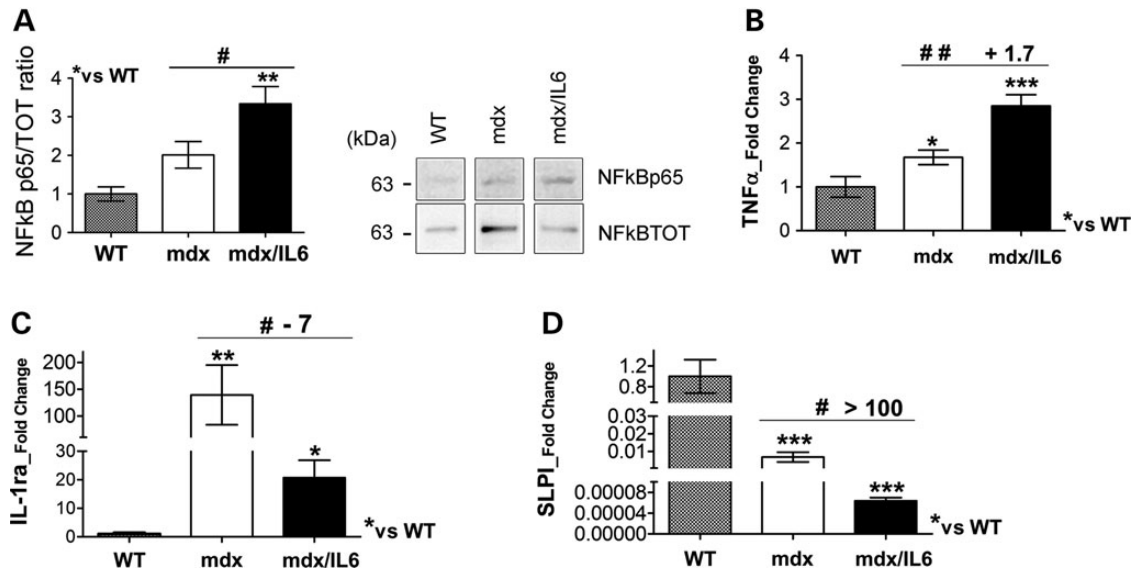 A
NFkB p65/TOT ratio
*vs WT
#
**
4
3
2
1
0
WT
mdx
mdx/IL6
(kDa)
WT
mdx
mdx/IL6
63 -
NFkBp65
63 -
NFkBTOT
B
TNFα_Fold Change
## + 1.7
***
*
4
3
2
1
0
*vs WT
WT
mdx
mdx/IL6
C
IL-1ra_Fold Change
# - 7
**
*
200
150
100
50
30
20
10
0
*vs WT
WT
mdx
mdx/IL6
D
SLPI_Fold Change
1.2
0.8
0.03
0.02
0.01
0.00008
0.00004
0.00000
# > 100
***
***
*vs WT
WT
mdx
mdx/IL6